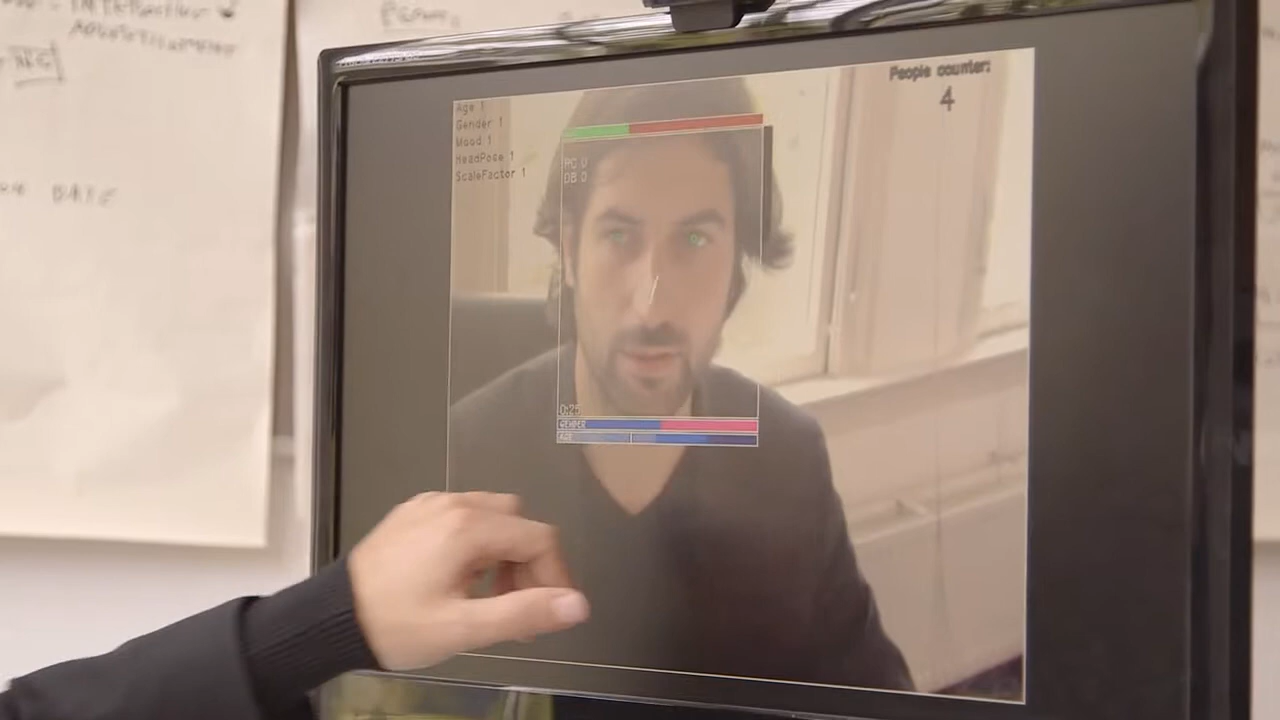 People counter:
4
Age 1
Gender 1
Mood 1
HeadPose 1
ScaleFactor 1
PC 0
DB 0
0:25
GENDER
AGE
DATE